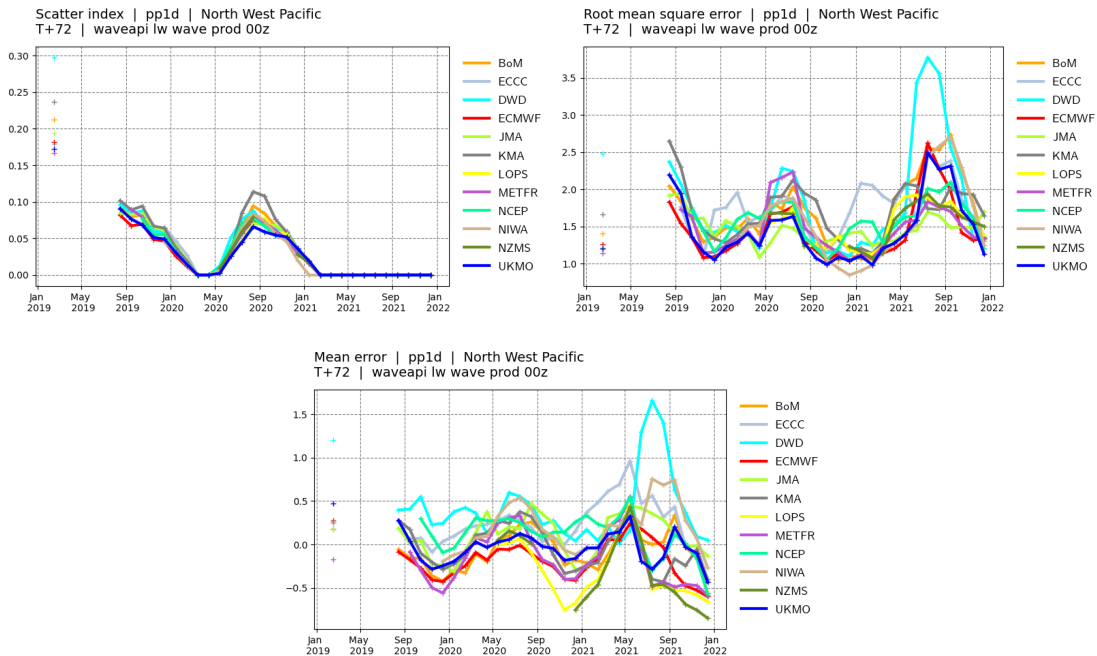 Scatter index | pp1d | North West Pacific
T+72 | waveapi lw wave prod 00z
0.30
0.25
0.20
0.15
0.10
0.05
0.00
Jan May Sep Jan May Sep Jan May Sep Jan
2019 2019 2019 2020 2020 2020 2021 2021 2021 2022
BoM
ECCC
DWD
ECMWF
JMA
KMA
LOPS
METFR
NCEP
NIWA
NZMS
UKMO
Root mean square error | pp1d | North West Pacific
T+72 | waveapi lw wave prod 00z
3.5
3.0
2.5
2.0
1.5
1.0
Jan May Sep Jan May Sep Jan May Sep Jan
2019 2019 2019 2020 2020 2020 2021 2021 2021 2022
BoM
ECCC
DWD
ECMWF
JMA
KMA
LOPS
METFR
NCEP
NIWA
NZMS
UKMO
Mean error | pp1d | North West Pacific
T+72 | waveapi lw wave prod 00z
1.5
1.0
0.5
0.0
−0.5
Jan May Sep Jan May Sep Jan May Sep Jan
2019 2019 2019 2020 2020 2020 2021 2021 2021 2022
BoM
ECCC
DWD
ECMWF
JMA
KMA
LOPS
METFR
NCEP
NIWA
NZMS
UKMO